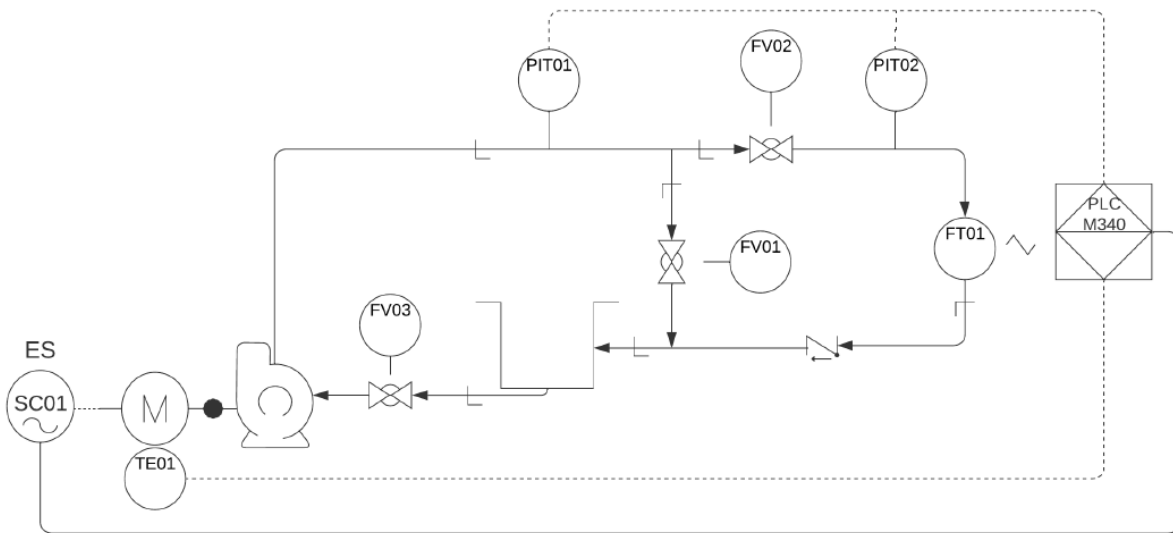 FV02
PIT01
PIT02
PLC
M340
FT01
FV01
FV03
ES
SC01
M
TE01